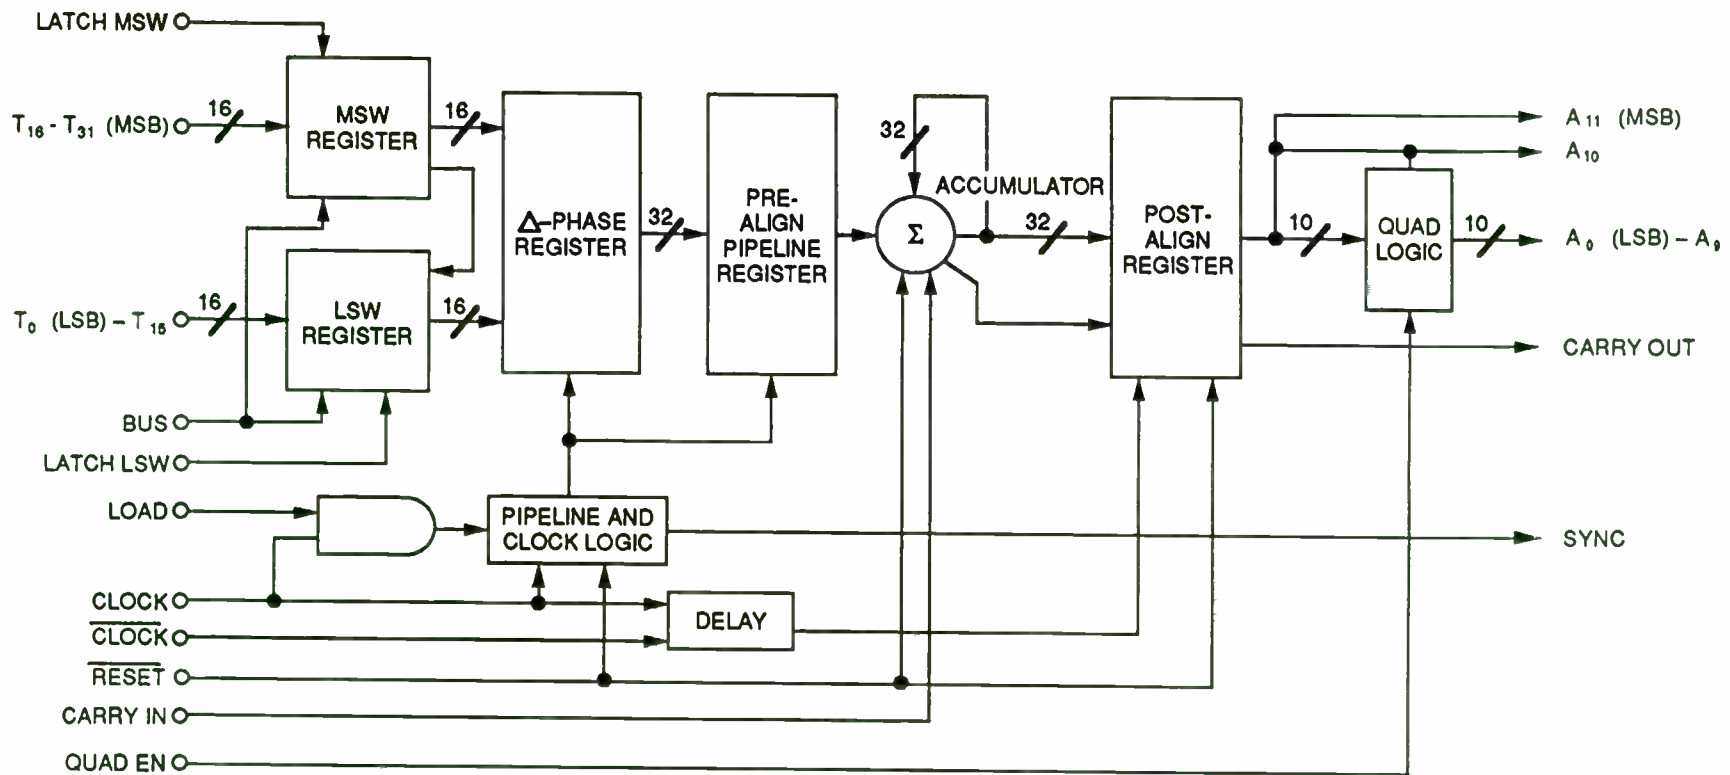 LATCH MSW
T₁₆ - T₃₁ (MSB)
16
MSW
REGISTER
16
T₀ (LSB) – T₁₅
16
LSW
REGISTER
16
BUS
LATCH LSW
Δ–PHASE
REGISTER
32
PRE-
ALIGN
PIPELINE
REGISTER
32
Σ
ACCUMULATOR
32
POST-
ALIGN
REGISTER
10
QUAD
LOGIC
10
A₁₁ (MSB)
A₁₀
A₀ (LSB) – A₉
CARRY OUT
LOAD
PIPELINE AND
CLOCK LOGIC
SYNC
CLOCK
C̅L̅O̅C̅K̅
DELAY
R̅E̅S̅E̅T̅
CARRY IN
QUAD EN